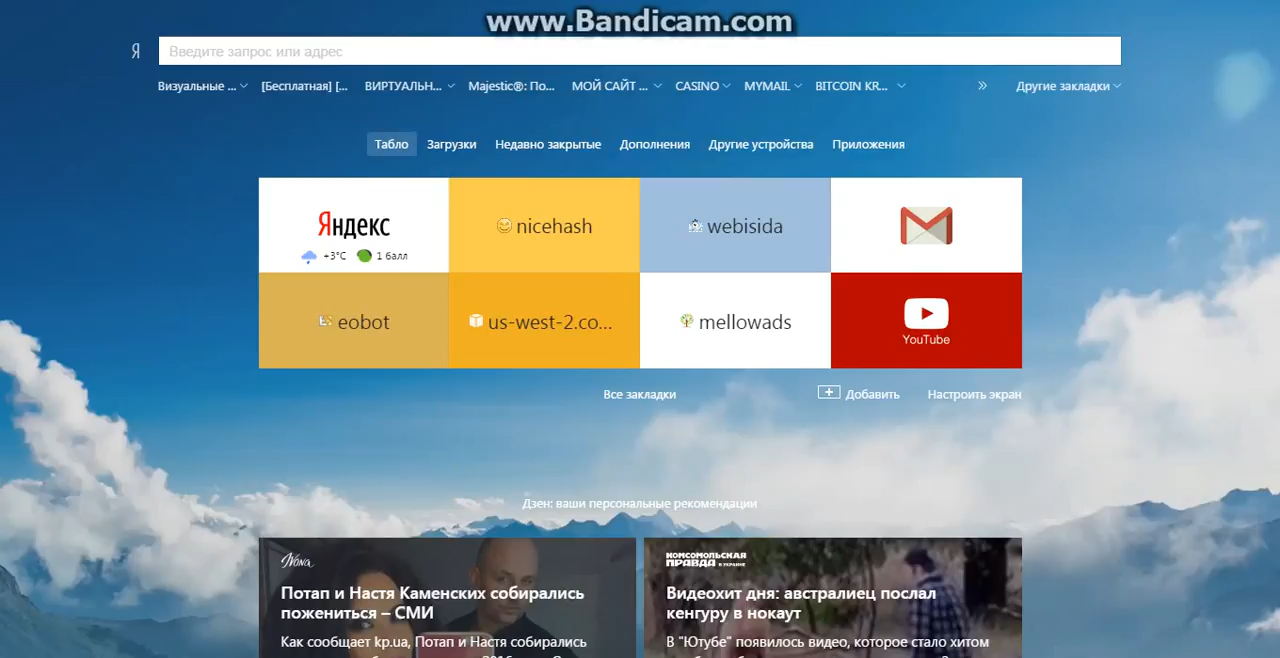 www.Bandicam.com
Я Введите запрос или адрес
Визуальные ... [Бесплатная] [... ВИРТУАЛЬН... Majestic®: По... МОЙ САЙТ ... CASINO MYMAIL BITCOIN KR... » Другие закладки
Табло Загрузки Недавно закрытые Дополнения Другие устройства Приложения
Яндекс
+3°C 1 балл
nicehash
webisida
eobot
us-west-2.co...
mellowads
YouTube
Все закладки Добавить Настроить экран
Дзен: ваши персональные рекомендации
Потап и Настя Каменских собирались
пожениться – СМИ
Как сообщает kp.ua, Потап и Настя собирались
КОМСОМОЛЬСКАЯ
ПРАВДА В УКРАИНЕ
Видеохит дня: австралиец послал
кенгуру в нокаут
В "Ютубе" появилось видео, которое стало хитом